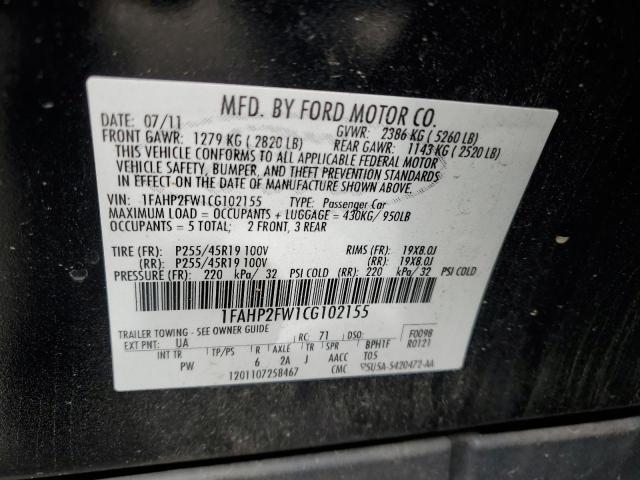 MFD. BY FORD MOTOR CO.
DATE: 07/11 GVWR: 2386 KG ( 5260 LB)
FRONT GAWR: 1279 KG ( 2820 LB) REAR GAWR: 1143 KG ( 2520 LB)
THIS VEHICLE CONFORMS TO ALL APPLICABLE FEDERAL MOTOR
VEHICLE SAFETY, BUMPER, AND THEFT PREVENTION STANDARDS
IN EFFECT ON THE DATE OF MANUFACTURE SHOWN ABOVE.
VIN: 1FAHP2FW1CG102155 TYPE: Passenger Car
MAXIMUM LOAD = OCCUPANTS + LUGGAGE = 430KG/ 950LB
OCCUPANTS = 5 TOTAL; 2 FRONT, 3 REAR
TIRE (FR): P255/45R19 100V RIMS (FR): 19X8.0J
(RR): P255/45R19 100V (RR): 19X8.0J
PRESSURE (FR): 220 kPa/ 32 PSI COLD (RR): 220 kPa/ 32 PSI COLD
1FAHP2FW1CG102155
TRAILER TOWING - SEE OWNER GUIDE
EXT PNT: UA RC: 71 DSO: F0098
R0121
INT TR TP/PS R AXLE TR SPR BPH1F
PW 6 2A J AACC T05
1201107258467 CMC 5U5A-5420472-AA